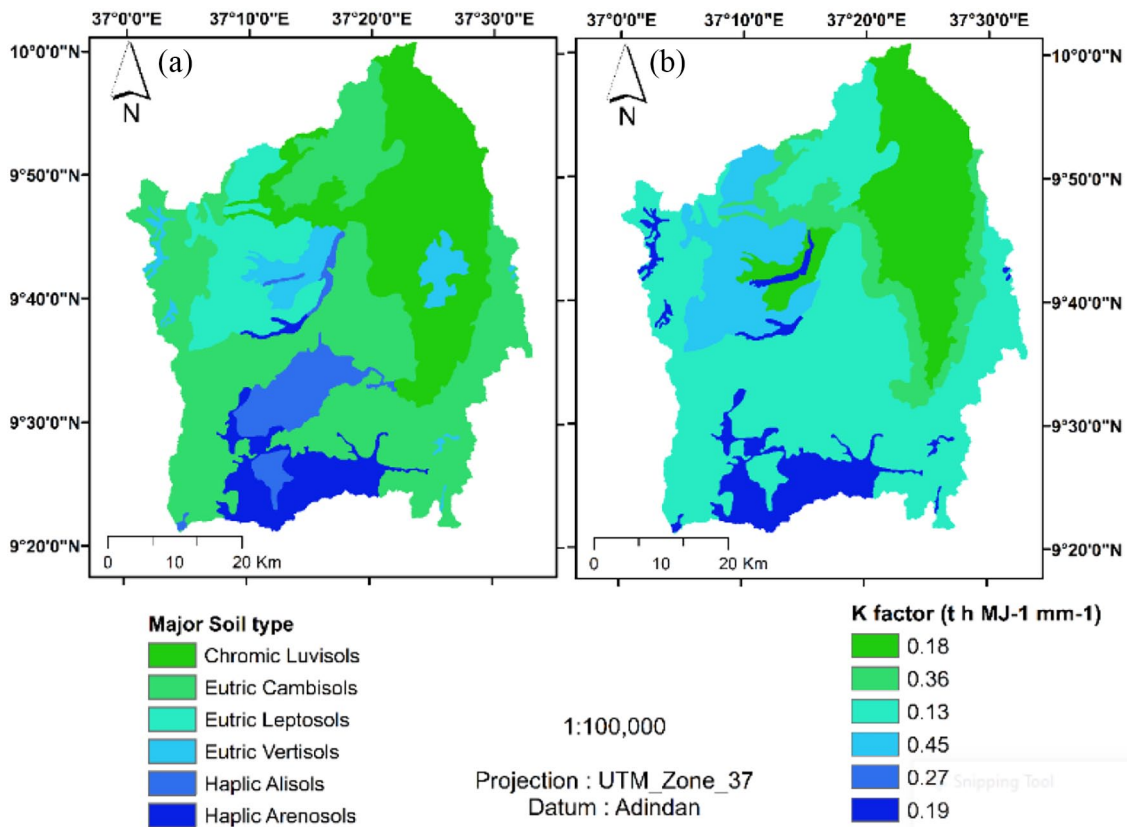 37°0'0"E 37°10'0"E 37°20'0"E 37°30'0"E
37°0'0"E 37°10'0"E 37°20'0"E 37°30'0"E
(a)
N
10°0'0"N
9°50'0"N
9°40'0"N
9°30'0"N
9°20'0"N
0 10 20 Km
(b)
N
10°0'0"N
9°50'0"N
9°40'0"N
9°30'0"N
9°20'0"N
0 10 20 Km
Major Soil type
Chromic Luvisols
Eutric Cambisols
Eutric Leptosols
Eutric Vertisols
Haplic Alisols
Haplic Arenosols
1:100,000
Projection : UTM_Zone_37
Datum : Adindan
K factor (t h MJ-1 mm-1)
0.18
0.36
0.13
0.45
0.27
0.19
Snipping Tool